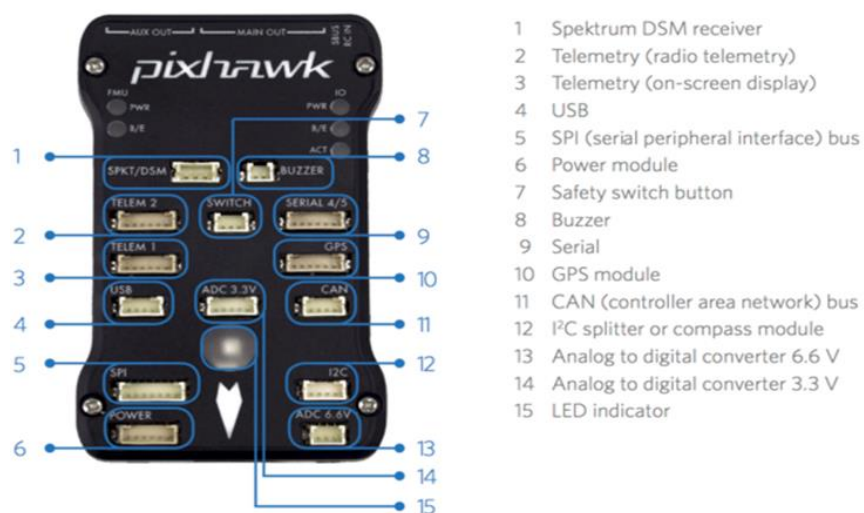 AUX OUT MAIN OUT SBUS RC IN
pixhawk
FMU IO
PWR PWR
B/E B/E
ACT
SPKT/DSM BUZZER
TELEM 2 SWITCH SERIAL 4/5
TELEM 1 GPS
USB ADC 3.3V CAN
SPI I2C
POWER ADC 6.6V
1
2
3
4
5
6
7
8
9
10
11
12
13
14
15
1 Spektrum DSM receiver
2 Telemetry (radio telemetry)
3 Telemetry (on-screen display)
4 USB
5 SPI (serial peripheral interface) bus
6 Power module
7 Safety switch button
8 Buzzer
9 Serial
10 GPS module
11 CAN (controller area network) bus
12 I²C splitter or compass module
13 Analog to digital converter 6.6 V
14 Analog to digital converter 3.3 V
15 LED indicator